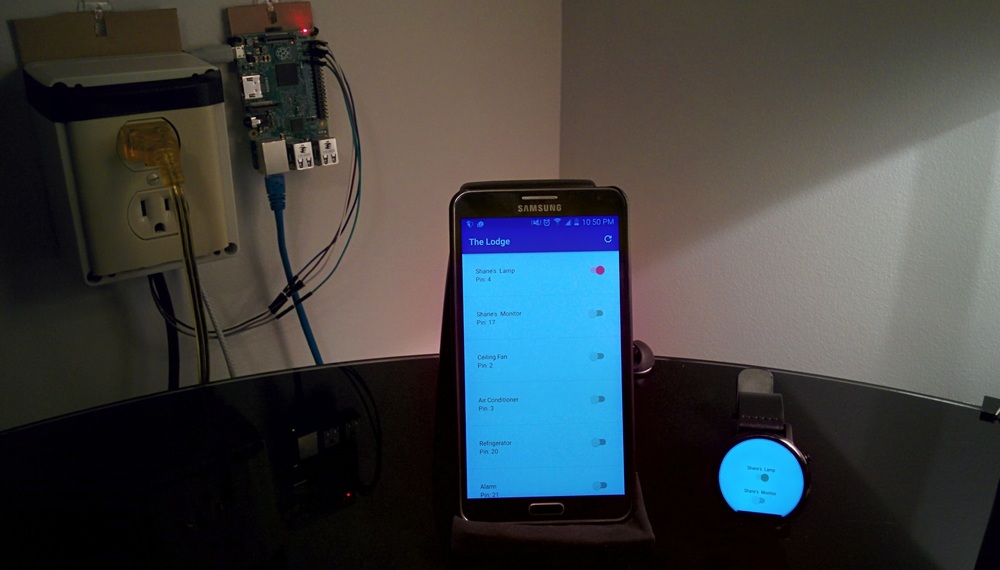 SAMSUNG
10:50 PM
The Lodge
Shane's Lamp
Pin: 4
Shane's Monitor
Pin: 17
Ceiling Fan
Pin: 2
Air Conditioner
Pin: 3
Refrigerator
Pin: 20
Alarm
Pin: 21
Shane's Lamp
Shane's Monitor